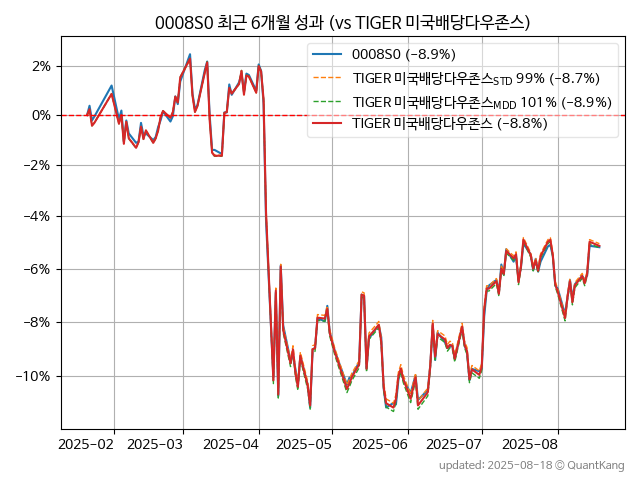 0008S0 최근 6개월 성과 (vs TIGER 미국배당다우존스)
0008S0 (−8.9%)
TIGER 미국배당다우존스STD 99% (−8.7%)
TIGER 미국배당다우존스MDD 101% (−8.9%)
TIGER 미국배당다우존스 (−8.8%)
2%
0%
−2%
−4%
−6%
−8%
−10%
2025-02 2025-03 2025-04 2025-05 2025-06 2025-07 2025-08
updated: 2025-08-18 © QuantKang